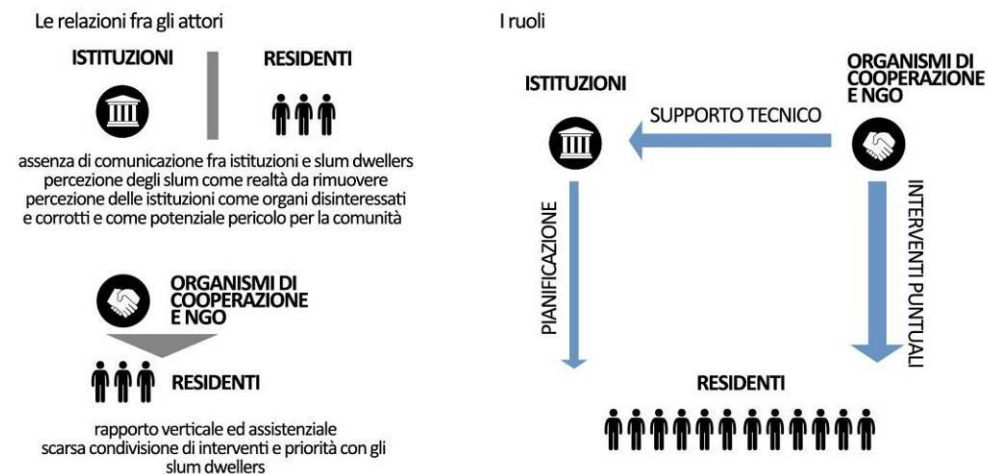 Le relazioni fra gli attori
ISTITUZIONI
RESIDENTI
assenza di comunicazione fra istituzioni e slum dwellers
percezione degli slum come realtà da rimuovere
percezione delle istituzioni come organi disinteressati
e corrotti e come potenziale pericolo per la comunità
ORGANISMI DI
COOPERAZIONE
E NGO
RESIDENTI
rapporto verticale ed assistenziale
scarsa condivisione di interventi e priorità con gli
slum dwellers
I ruoli
ISTITUZIONI
ORGANISMI DI
COOPERAZIONE
E NGO
SUPPORTO TECNICO
PIANIFICAZIONE
INTERVENTI PUNTUALI
RESIDENTI